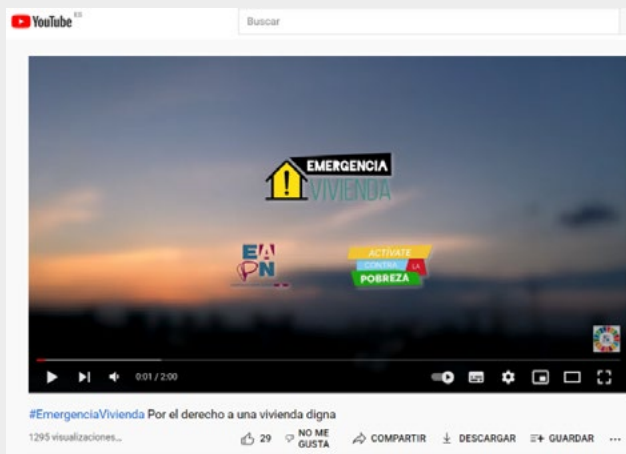 YouTube ES
Buscar
EMERGENCIA
VIVIENDA
EA
PN
ACTÍVATE
CONTRA LA
POBREZA
0:01 / 2:00
#EmergenciaVivienda Por el derecho a una vivienda digna
1295 visualizaciones...
29
NO ME
GUSTA
COMPARTIR
DESCARGAR
GUARDAR
...